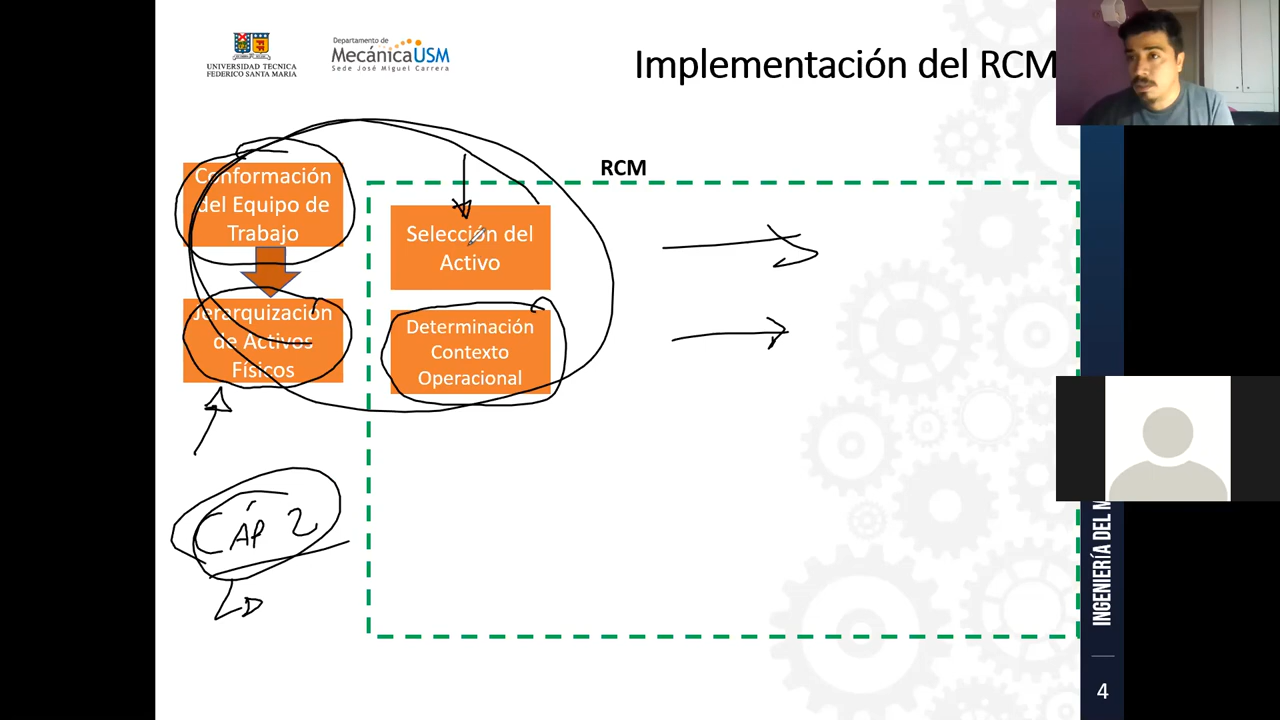 UNIVERSIDAD TECNICA
FEDERICO SANTA MARIA
Departamento de
MecánicaUSM
Sede José Miguel Carrera
Implementación del RCM
RCM
Conformación
del Equipo de
Trabajo
Jerarquización
de Activos
Físicos
Selección del
Activo
Determinación
Contexto
Operacional
CÁP 2
INGENIERÍA DEL M
4